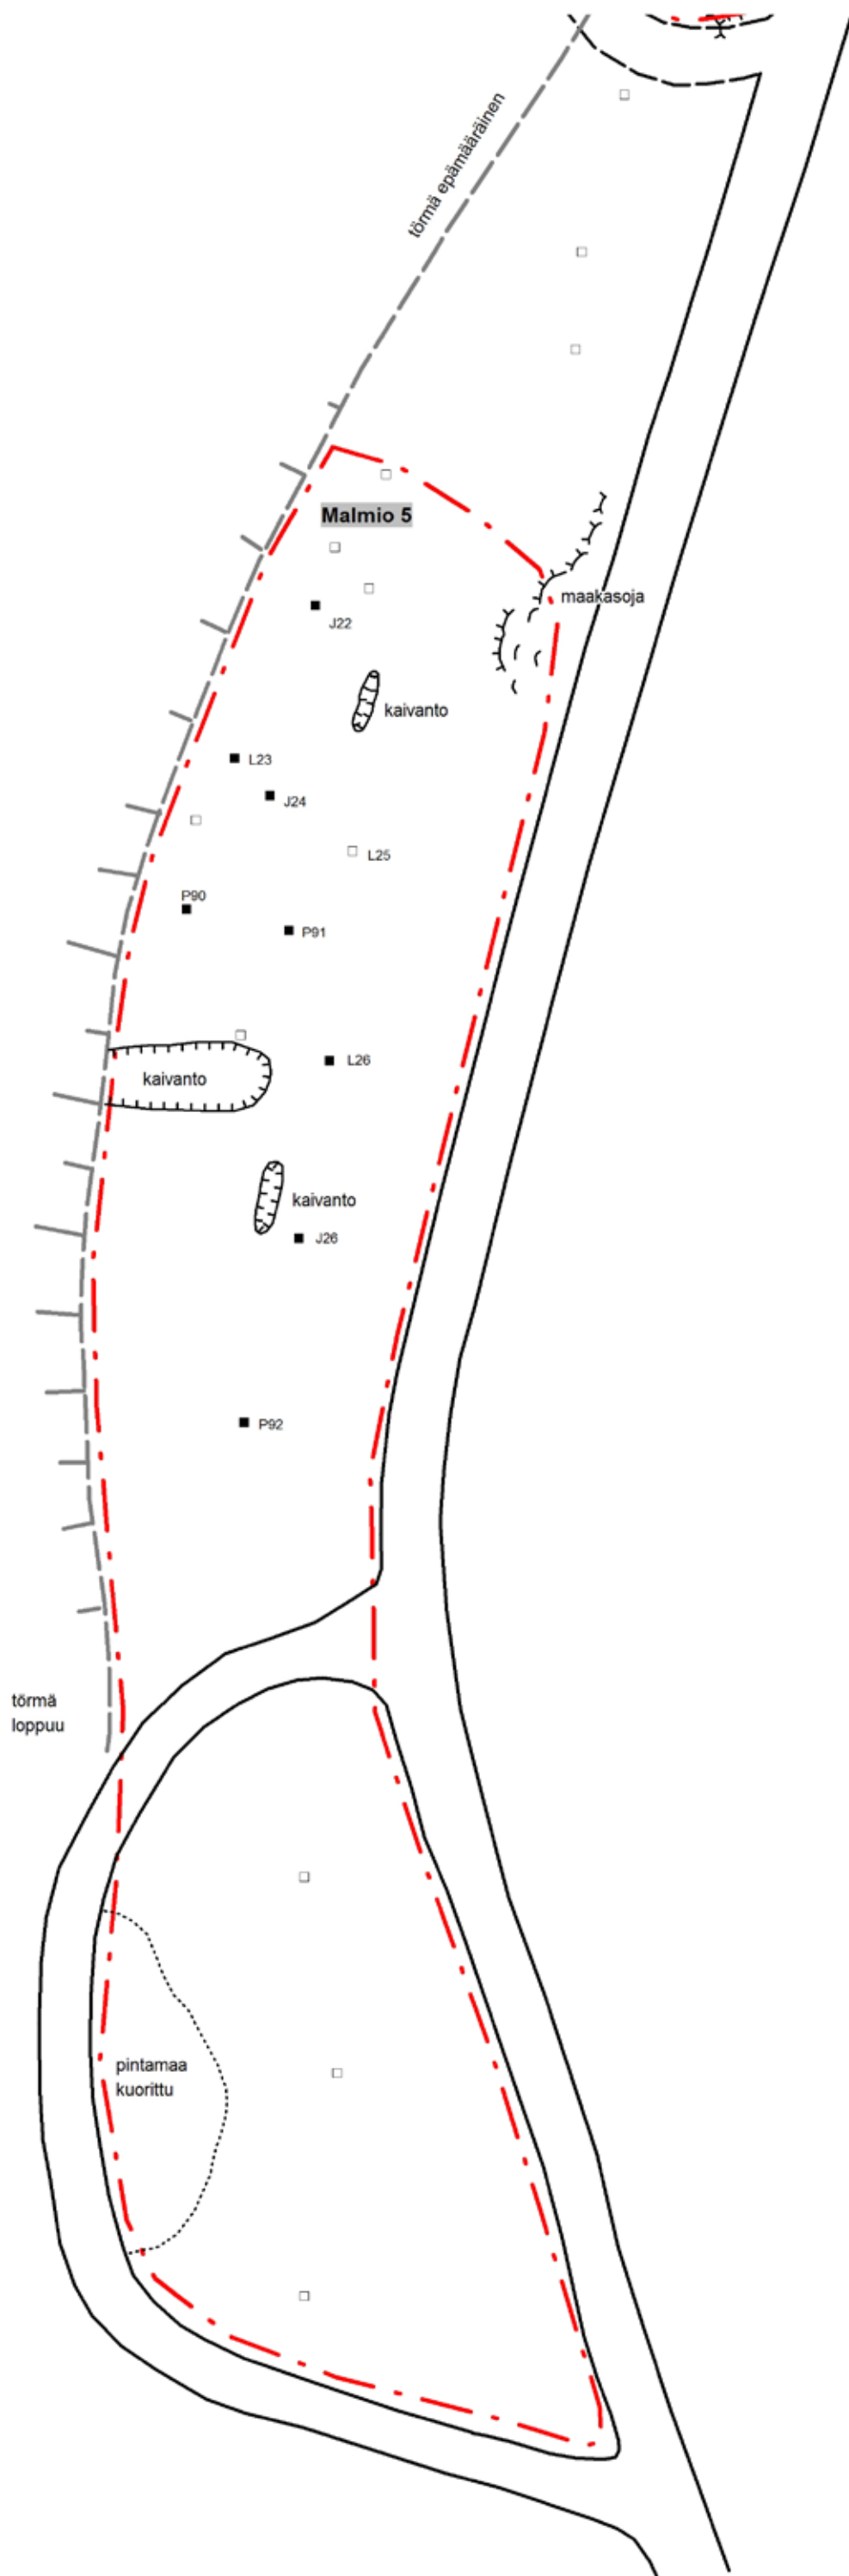 törmä epämääräinen
Malmio 5
maakasoja
J22
kaivanto
L23
J24
L25
P90
P91
L26
kaivanto
kaivanto
J26
P92
törmä
loppuu
pintamaa
kuorittu